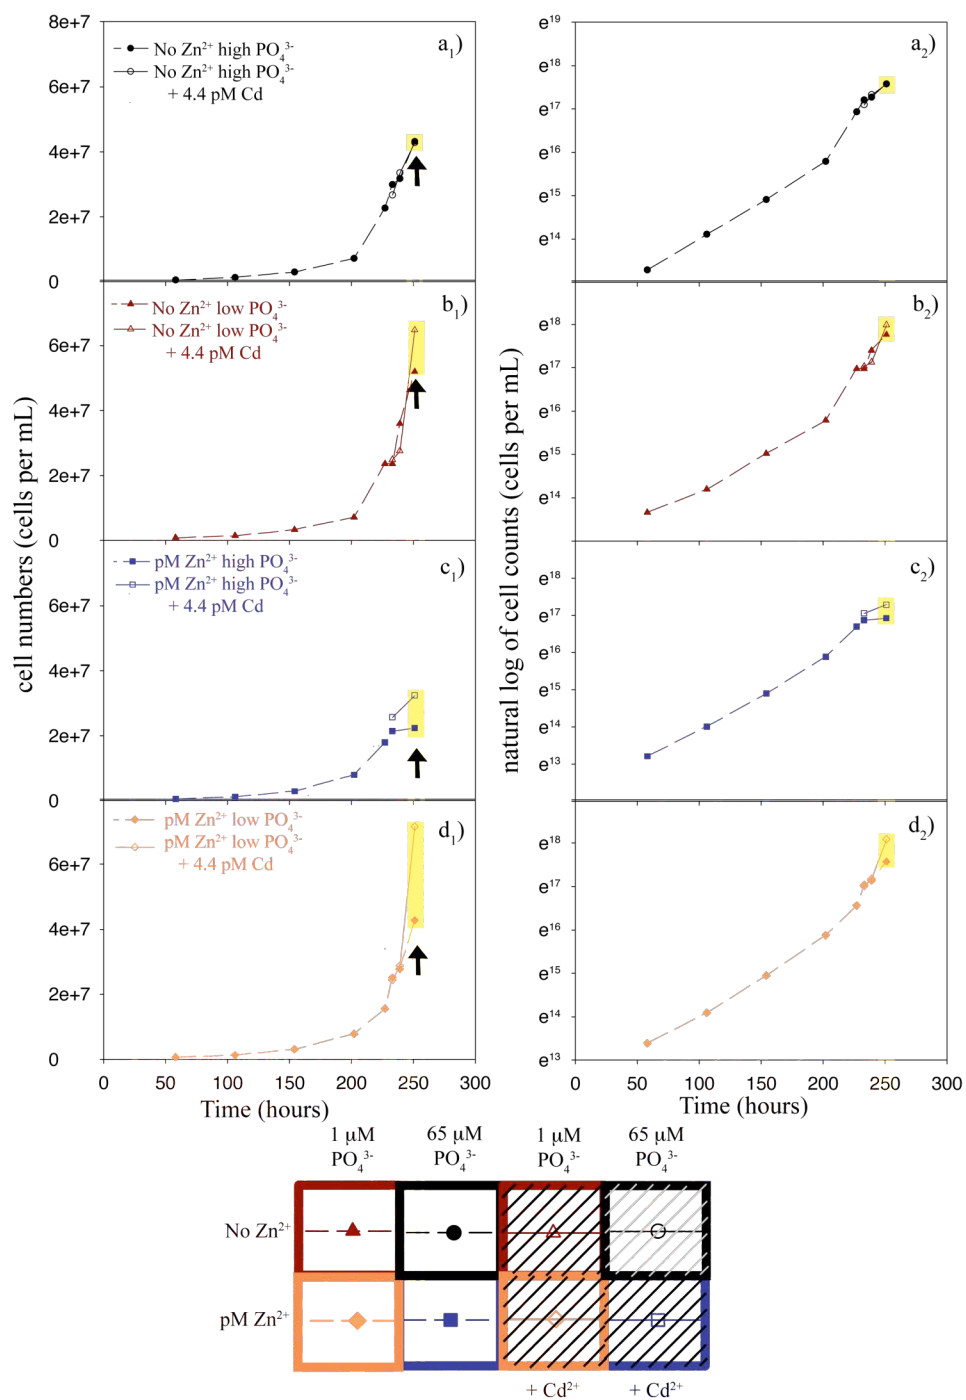 8e+7
6e+7
4e+7
2e+7
0
a₁)
No Zn²⁺ high PO₄³⁻
No Zn²⁺ high PO₄³⁻
+ 4.4 pM Cd
e¹⁹
e¹⁸
e¹⁷
e¹⁶
e¹⁵
e¹⁴
a₂)
6e+7
4e+7
2e+7
0
b₁)
No Zn²⁺ low PO₄³⁻
No Zn²⁺ low PO₄³⁻
+ 4.4 pM Cd
e¹⁸
e¹⁷
e¹⁶
e¹⁵
e¹⁴
b₂)
cell numbers (cells per mL)
natural log of cell counts (cells per mL)
6e+7
4e+7
2e+7
0
c₁)
pM Zn²⁺ high PO₄³⁻
pM Zn²⁺ high PO₄³⁻
+ 4.4 pM Cd
e¹⁸
e¹⁷
e¹⁶
e¹⁵
e¹⁴
e¹³
c₂)
6e+7
4e+7
2e+7
0
d₁)
pM Zn²⁺ low PO₄³⁻
pM Zn²⁺ low PO₄³⁻
+ 4.4 pM Cd
e¹⁸
e¹⁷
e¹⁶
e¹⁵
e¹⁴
e¹³
d₂)
0 50 100 150 200 250 300
Time (hours)
0 50 100 150 200 250 300
Time (hours)
1 µM 65 µM 1 µM 65 µM
PO₄³⁻ PO₄³⁻ PO₄³⁻ PO₄³⁻
No Zn²⁺
pM Zn²⁺
+ Cd²⁺ + Cd²⁺